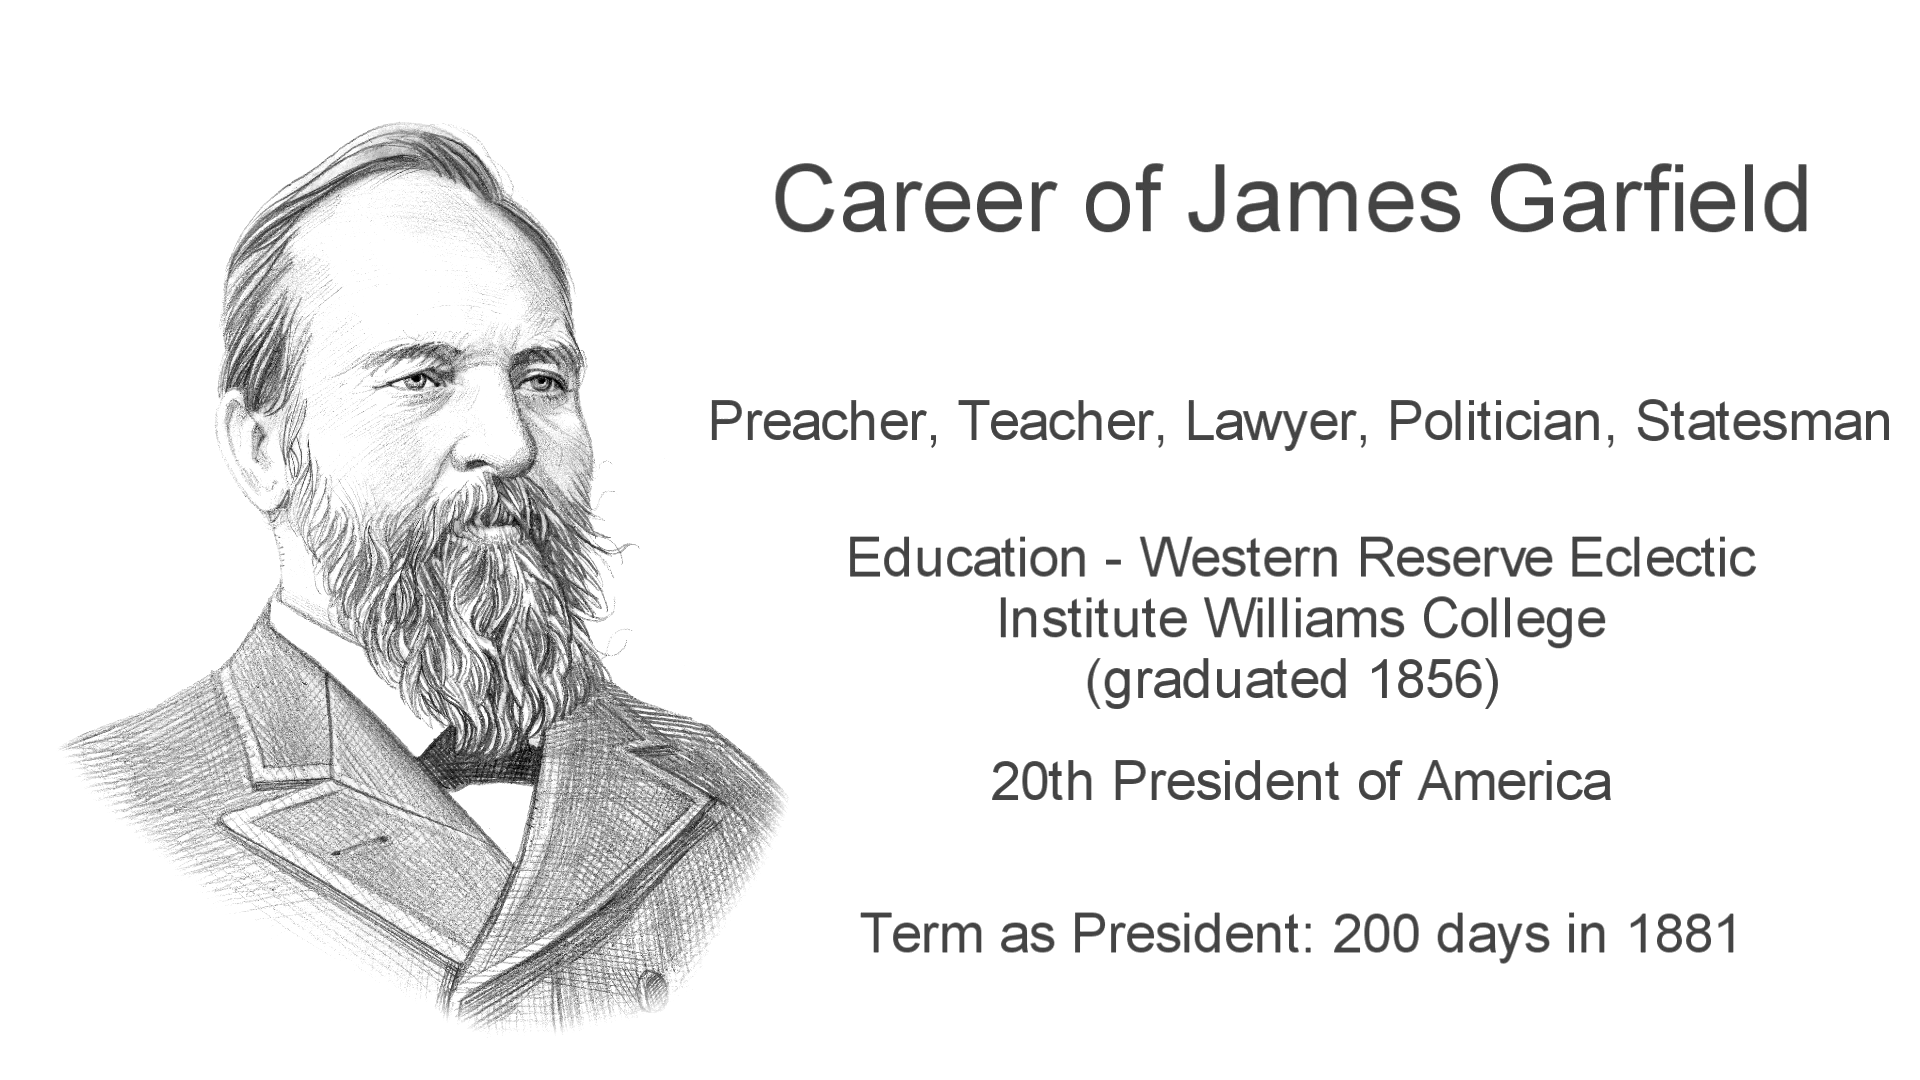 Career of James Garfield
Preacher, Teacher, Lawyer, Politician, Statesman
Education - Western Reserve Eclectic
Institute Williams College
(graduated 1856)
20th President of America
Term as President: 200 days in 1881